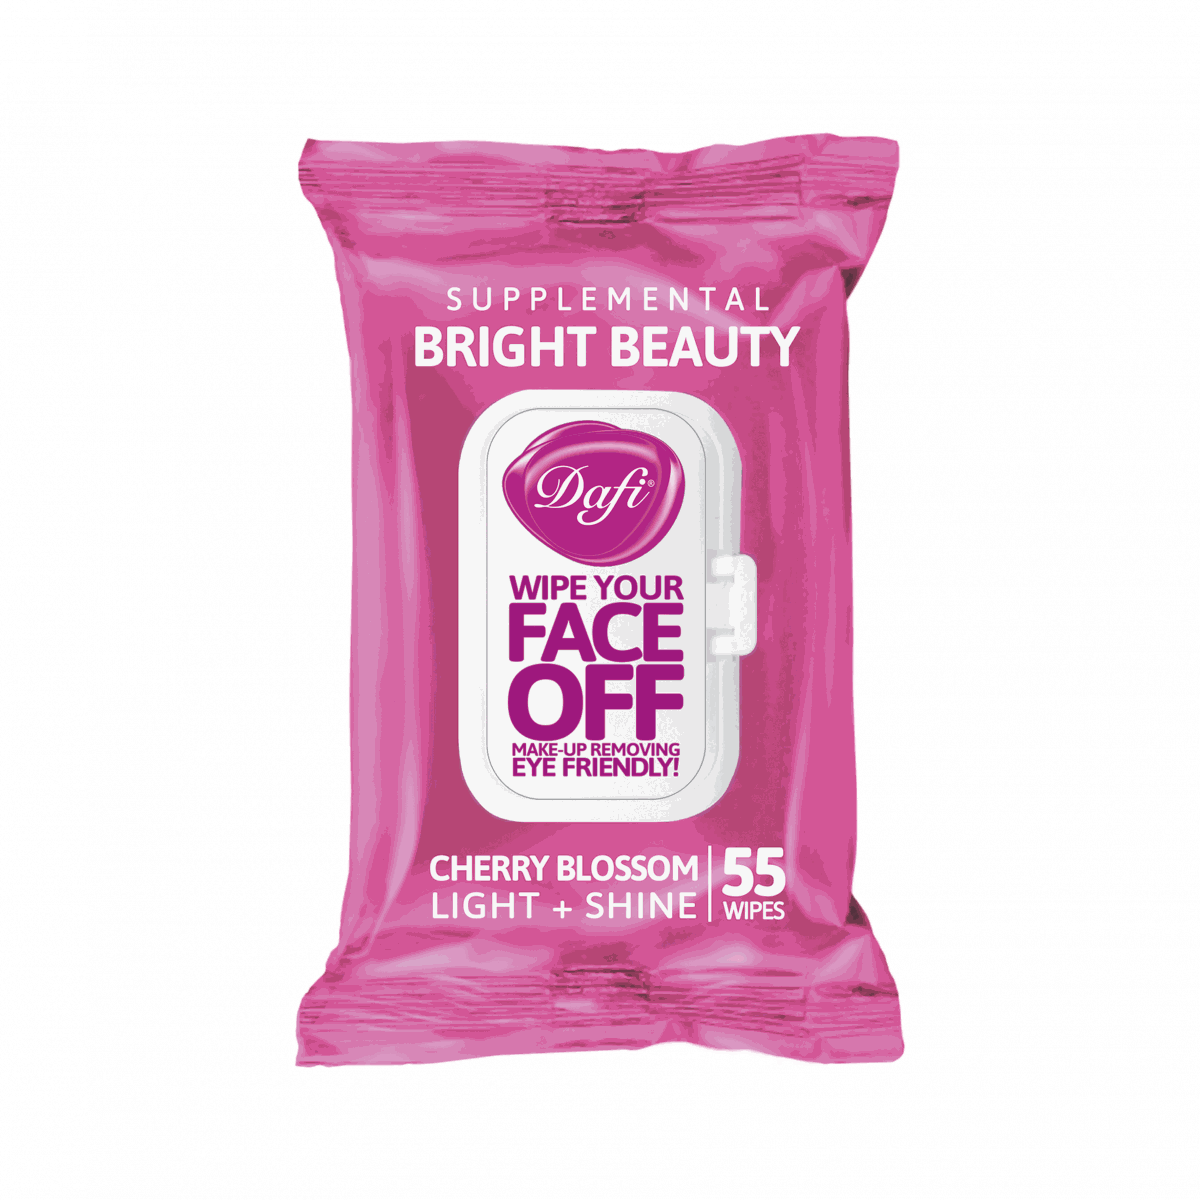 SUPPLEMENTAL
BRIGHT BEAUTY
Dafi®
WIPE YOUR
FACE
OFF
MAKE-UP REMOVING
EYE FRIENDLY!
CHERRY BLOSSOM
LIGHT + SHINE
55
WIPES